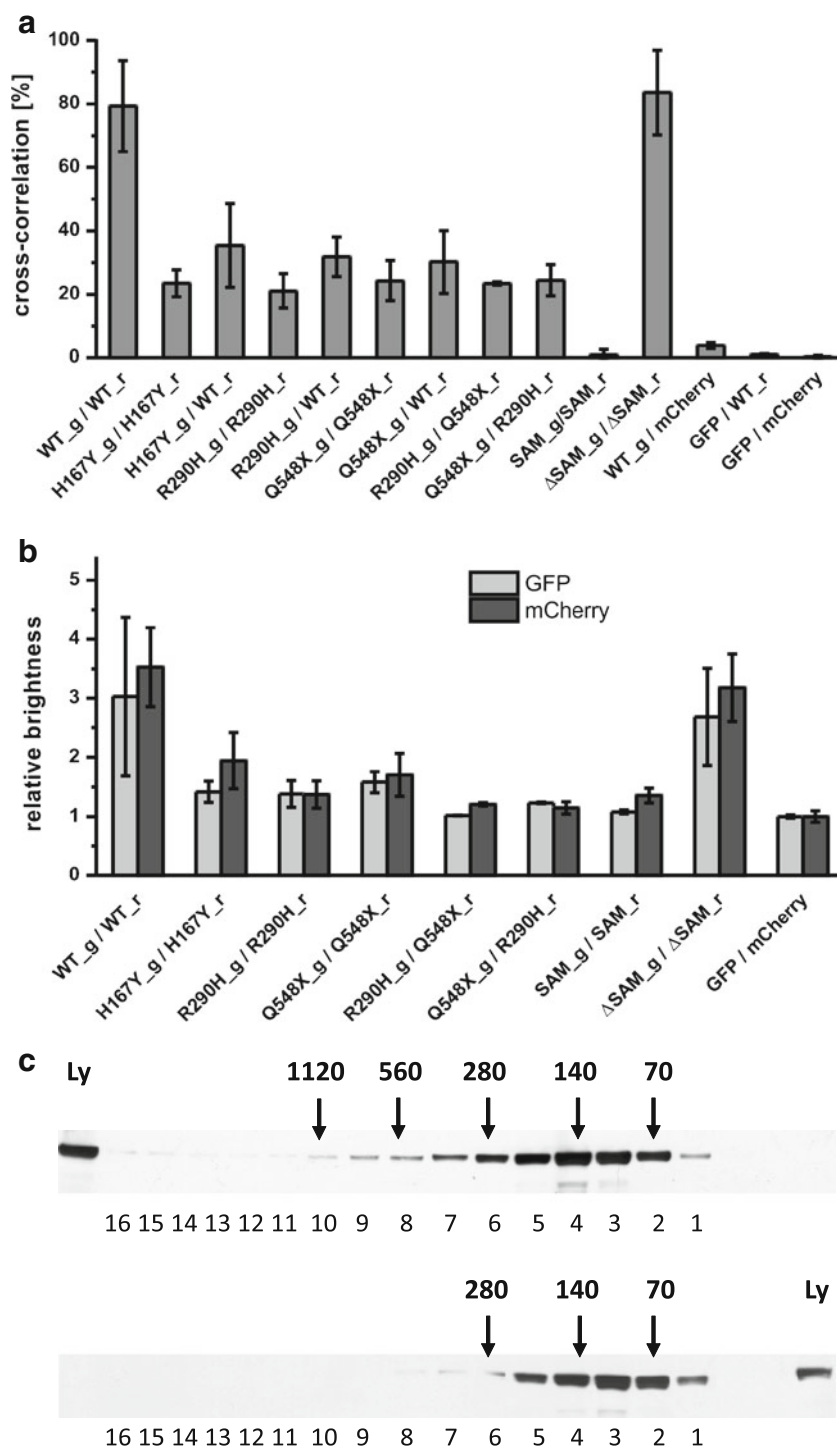 a
cross-correlation [%]
100
80
60
40
20
0
WT_g / WT_r
H167Y_g / H167Y_r
H167Y_g / WT_r
R290H_g / R290H_r
R290H_g / WT_r
Q548X_g / Q548X_r
Q548X_g / WT_r
R290H_g / Q548X_r
Q548X_g / R290H_r
SAM_g/SAM_r
ΔSAM_g / ΔSAM_r
WT_g / mCherry
GFP / WT_r
GFP / mCherry
b
relative brightness
5
4
3
2
1
0
GFP
mCherry
WT_g / WT_r
H167Y_g / H167Y_r
R290H_g / R290H_r
Q548X_g / Q548X_r
R290H_g / Q548X_r
Q548X_g / R290H_r
SAM_g / SAM_r
ΔSAM_g / ΔSAM_r
GFP / mCherry
c
Ly 1120 560 280 140 70
16 15 14 13 12 11 10 9 8 7 6 5 4 3 2 1
280 140 70 Ly
16 15 14 13 12 11 10 9 8 7 6 5 4 3 2 1